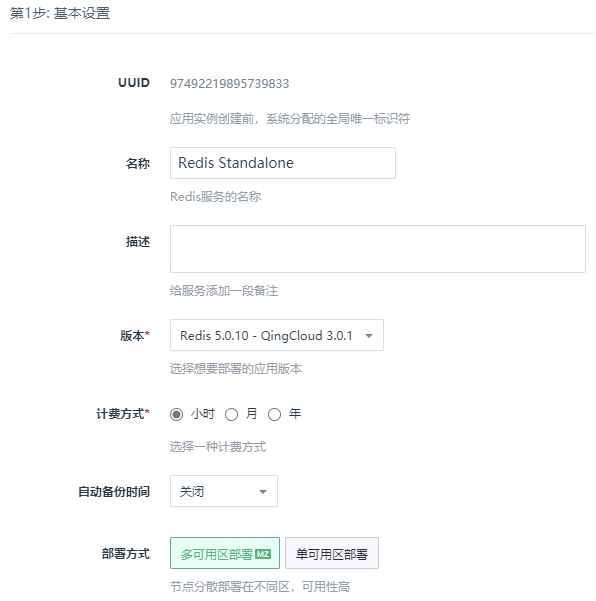 第1步: 基本设置
UUID 97492219895739833
应用实例创建前，系统分配的全局唯一标识符
名称 Redis Standalone
Redis服务的名称
描述
给服务添加一段备注
版本* Redis 5.0.10 - QingCloud 3.0.1
选择想要部署的应用版本
计费方式* 小时 月 年
选择一种计费方式
自动备份时间 关闭
部署方式 多可用区部署 MZ 单可用区部署
节点分散部署在不同区，可用性高